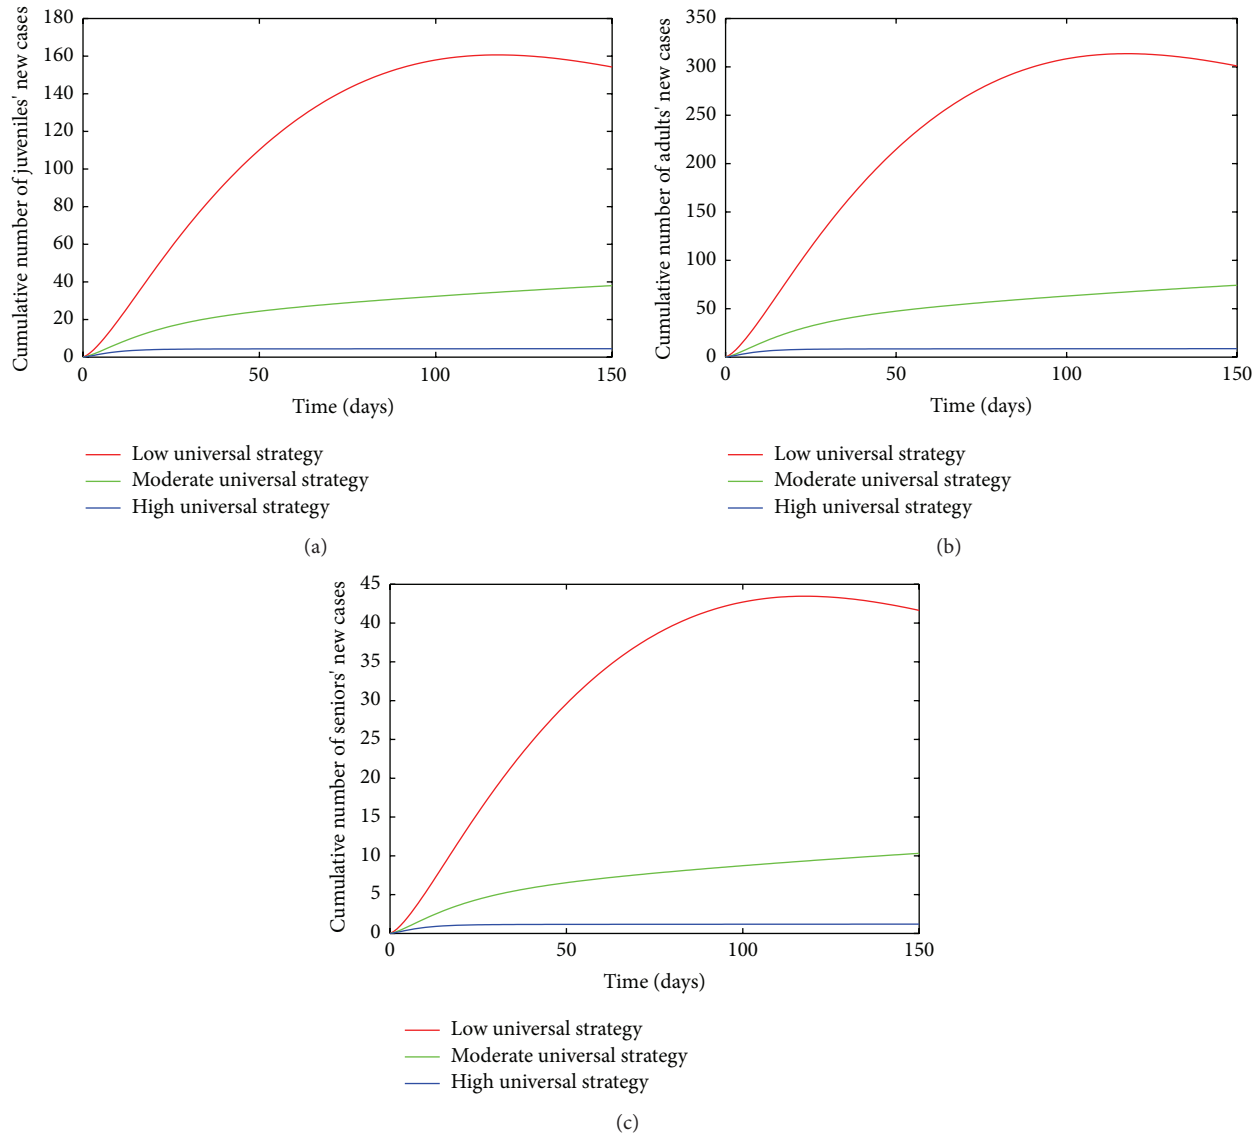 Cumulative number of juveniles' new cases
180
160
140
120
100
80
60
40
20
0
0 50 100 150
Time (days)
Low universal strategy
Moderate universal strategy
High universal strategy
(a)
Cumulative number of adults' new cases
350
300
250
200
150
100
50
0
0 50 100 150
Time (days)
Low universal strategy
Moderate universal strategy
High universal strategy
(b)
Cumulative number of seniors' new cases
45
40
35
30
25
20
15
10
5
0
0 50 100 150
Time (days)
Low universal strategy
Moderate universal strategy
High universal strategy
(c)